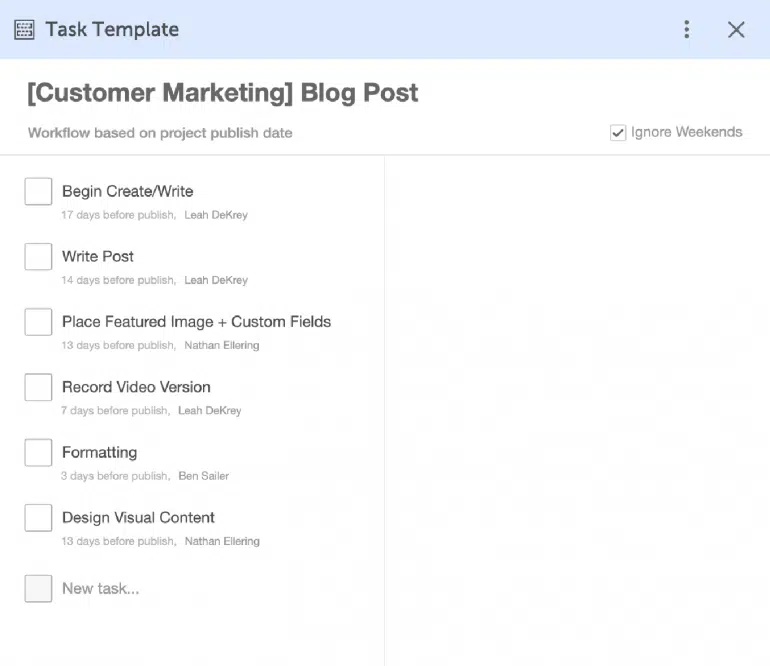 Task Template
[Customer Marketing] Blog Post
Workflow based on project publish date
Ignore Weekends
Begin Create/Write
17 days before publish, Leah DeKrey
Write Post
14 days before publish, Leah DeKrey
Place Featured Image + Custom Fields
13 days before publish, Nathan Ellering
Record Video Version
7 days before publish, Leah DeKrey
Formatting
3 days before publish, Ben Sailer
Design Visual Content
13 days before publish, Nathan Ellering
New task...